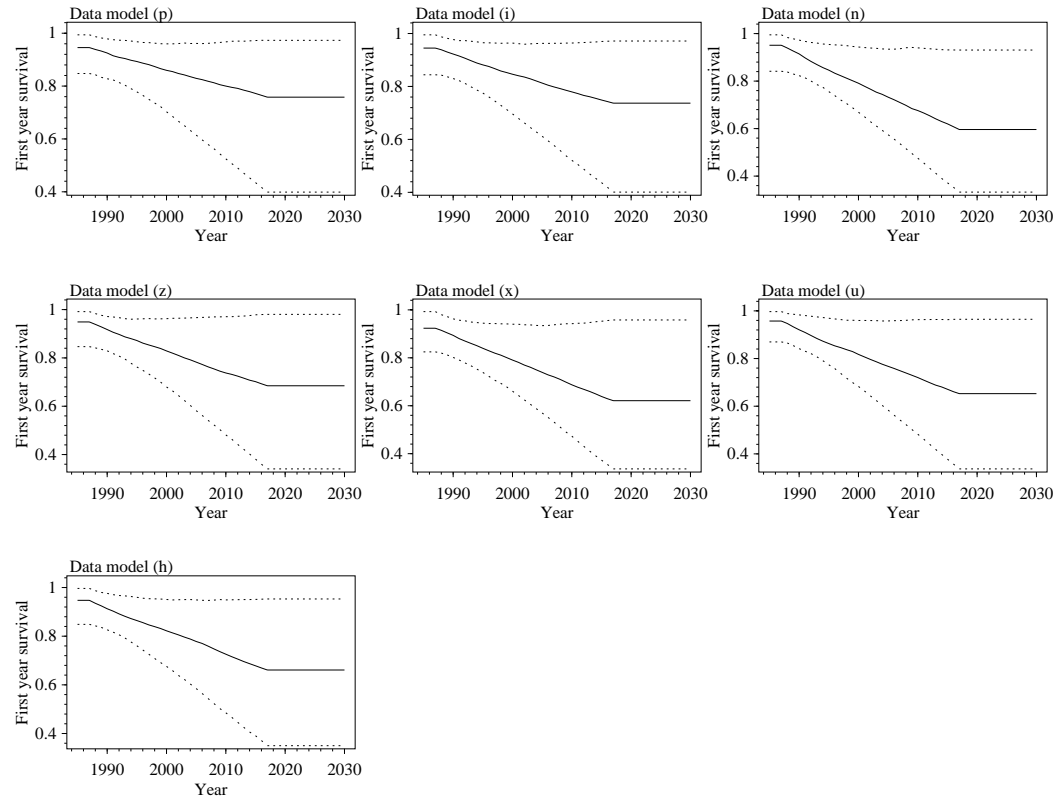 Data model (p)
Data model (i)
Data model (n)
First year survival
1
0.8
0.6
0.4
1990 2000 2010 2020 2030
Year
First year survival
1
0.8
0.6
0.4
1990 2000 2010 2020 2030
Year
First year survival
1
0.8
0.6
0.4
1990 2000 2010 2020 2030
Year
Data model (z)
Data model (x)
Data model (u)
First year survival
1
0.8
0.6
0.4
1990 2000 2010 2020 2030
Year
First year survival
1
0.8
0.6
0.4
1990 2000 2010 2020 2030
Year
First year survival
1
0.8
0.6
0.4
1990 2000 2010 2020 2030
Year
Data model (h)
First year survival
1
0.8
0.6
0.4
1990 2000 2010 2020 2030
Year